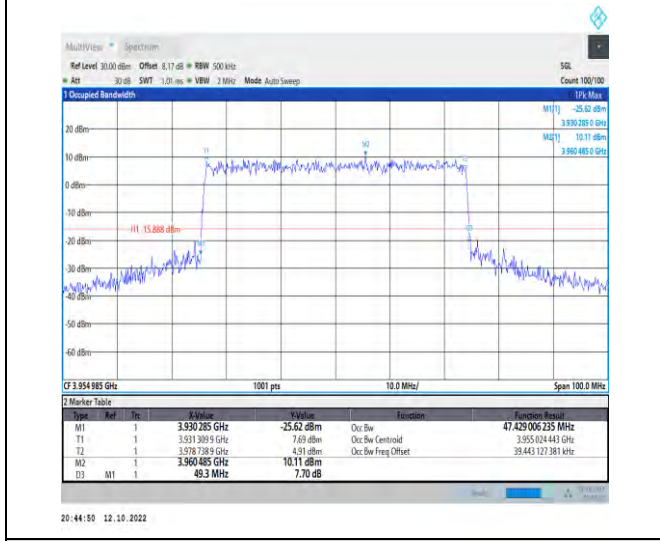 MultiView Spectrum
Ref Level 30.00 dBm Offset 8.17 dB RBW 500 kHz SGL
Att 30 dB SWT 1.01 ms VBW 2 MHz Mode Auto Sweep Count 100/100
1 Occupied Bandwidth 1Pk Max
M1[1] -25.62 dBm
3.930 285 0 GHz
M2[1] 10.11 dBm
3.960 485 0 GHz
20 dBm
M2
T1
10 dBm
T2
0 dBm
-10 dBm
H1 -15.888 dBm
D3
-20 dBm
M1
-30 dBm
-40 dBm
-50 dBm
-60 dBm
CF 3.954 985 GHz 1001 pts 10.0 MHz/ Span 100.0 MHz
2 Marker Table
Type Ref Trc X-Value Y-Value Function Function Result
M1 1 3.930 285 GHz -25.62 dBm Occ Bw 47.429 006 235 MHz
T1 1 3.931 309 9 GHz 7.69 dBm Occ Bw Centroid 3.955 024 443 GHz
T2 1 3.978 738 9 GHz 4.91 dBm Occ Bw Freq Offset 39.443 127 381 kHz
M2 1 3.960 485 GHz 10.11 dBm
D3 M1 1 49.3 MHz 7.70 dB
20:44:50 12.10.2022